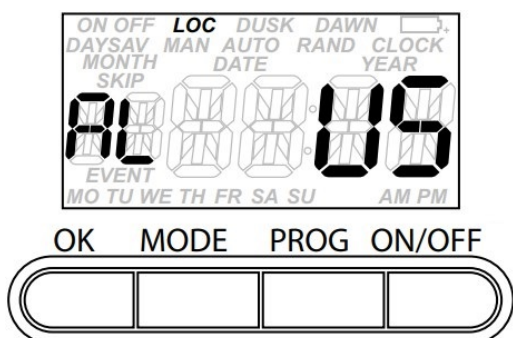 ON OFF LOC DUSK DAWN
DAYSAV MAN AUTO RAND CLOCK
MONTH DATE YEAR
SKIP
AL US
EVENT
MO TU WE TH FR SA SU AM PM
OK MODE PROG ON/OFF